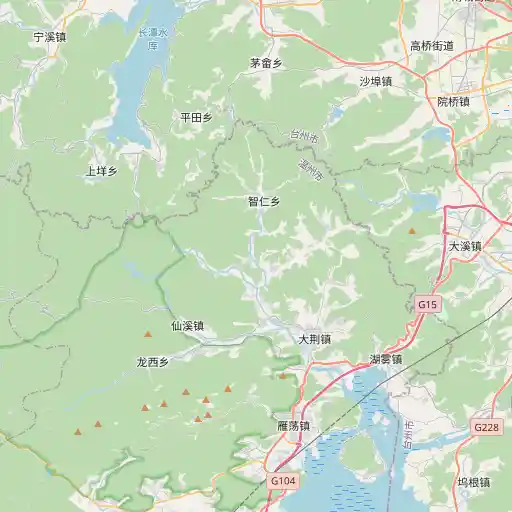 宁溪镇
长潭水
库
茅畲乡
高桥街道
沙埠镇
院桥镇
平田乡
台州市
温州市
上垟乡
智仁乡
大溪镇
G15
仙溪镇
大荆镇
龙西乡
湖雾镇
雁荡镇
台州市
G228
G104
坞根镇